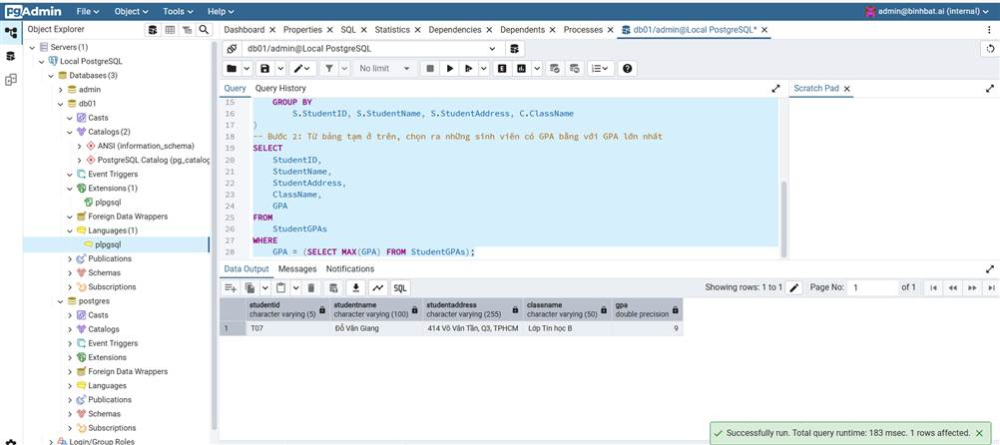 pgAdmin File Object Tools Help admin@binhbat.ai (internal)
Object Explorer
Dashboard Properties SQL Statistics Dependencies Dependents Processes db01/admin@Local PostgreSQL*
Servers (1)
Local PostgreSQL
Databases (3)
admin
db01
Casts
Catalogs (2)
ANSI (information_schema)
PostgreSQL Catalog (pg_catalog
Event Triggers
Extensions (1)
plpgsql
Foreign Data Wrappers
Languages (1)
plpgsql
Publications
Schemas
Subscriptions
postgres
Casts
Catalogs
Event Triggers
Extensions
Foreign Data Wrappers
Languages
Publications
Schemas
Subscriptions
Login/Group Roles
db01/admin@Local PostgreSQL
No limit
Query Query History
15 GROUP BY
16 S.StudentID, S.StudentName, S.StudentAddress, C.ClassName
17 )
18 -- Bước 2: Từ bảng tạm ở trên, chọn ra những sinh viên có GPA bằng với GPA lớn nhất
19 SELECT
20 StudentID,
21 StudentName,
22 StudentAddress,
23 ClassName,
24 GPA
25 FROM
26 StudentGPAs
27 WHERE
28 GPA = (SELECT MAX(GPA) FROM StudentGPAs);
Scratch Pad
Data Output Messages Notifications
SQL Showing rows: 1 to 1 Page No: 1 of 1
studentid studentname studentaddress classname gpa
character varying (5) character varying (100) character varying (255) character varying (50) double precision
1 T07 Đỗ Văn Giang 414 Võ Văn Tần, Q3, TPHCM Lớp Tin học B 9
Successfully run. Total query runtime: 183 msec. 1 rows affected.